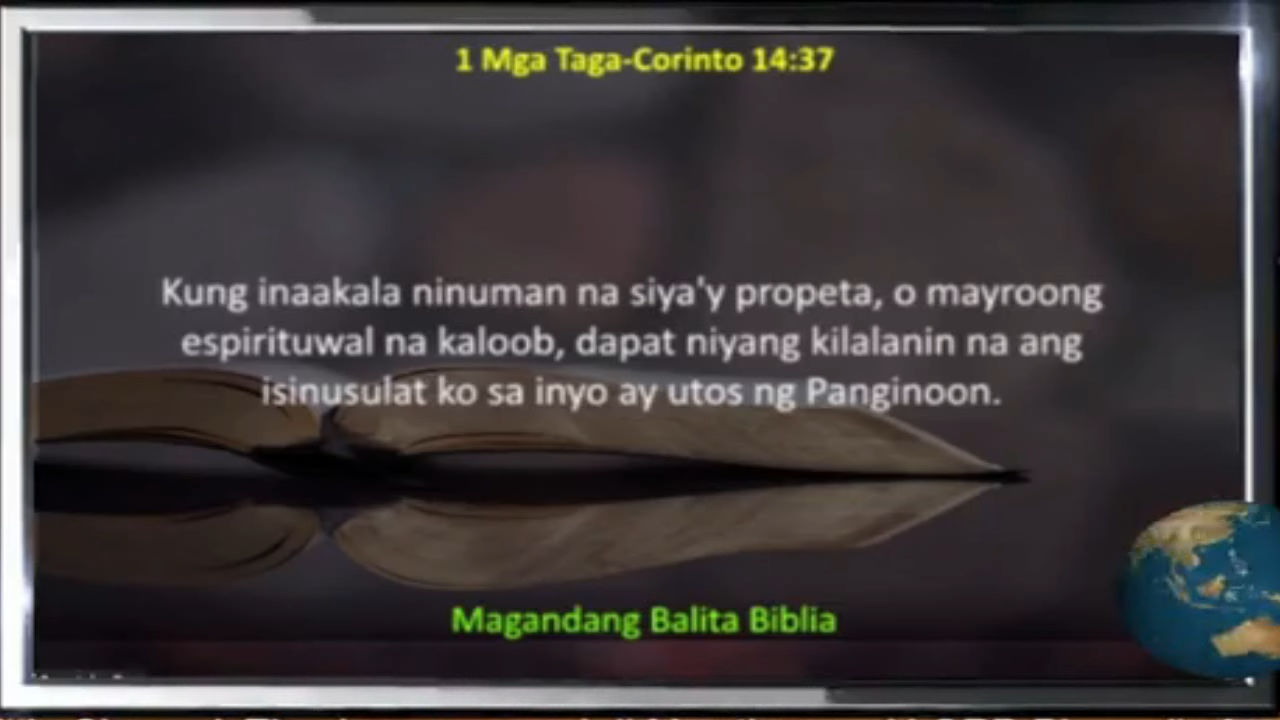 1 Mga Taga-Corinto 14:37
Kung inaakala ninuman na siya'y propeta, o mayroong
espirituwal na kaloob, dapat niyang kilalanin na ang
isinusulat ko sa inyo ay utos ng Panginoon.
Magandang Balita Biblia